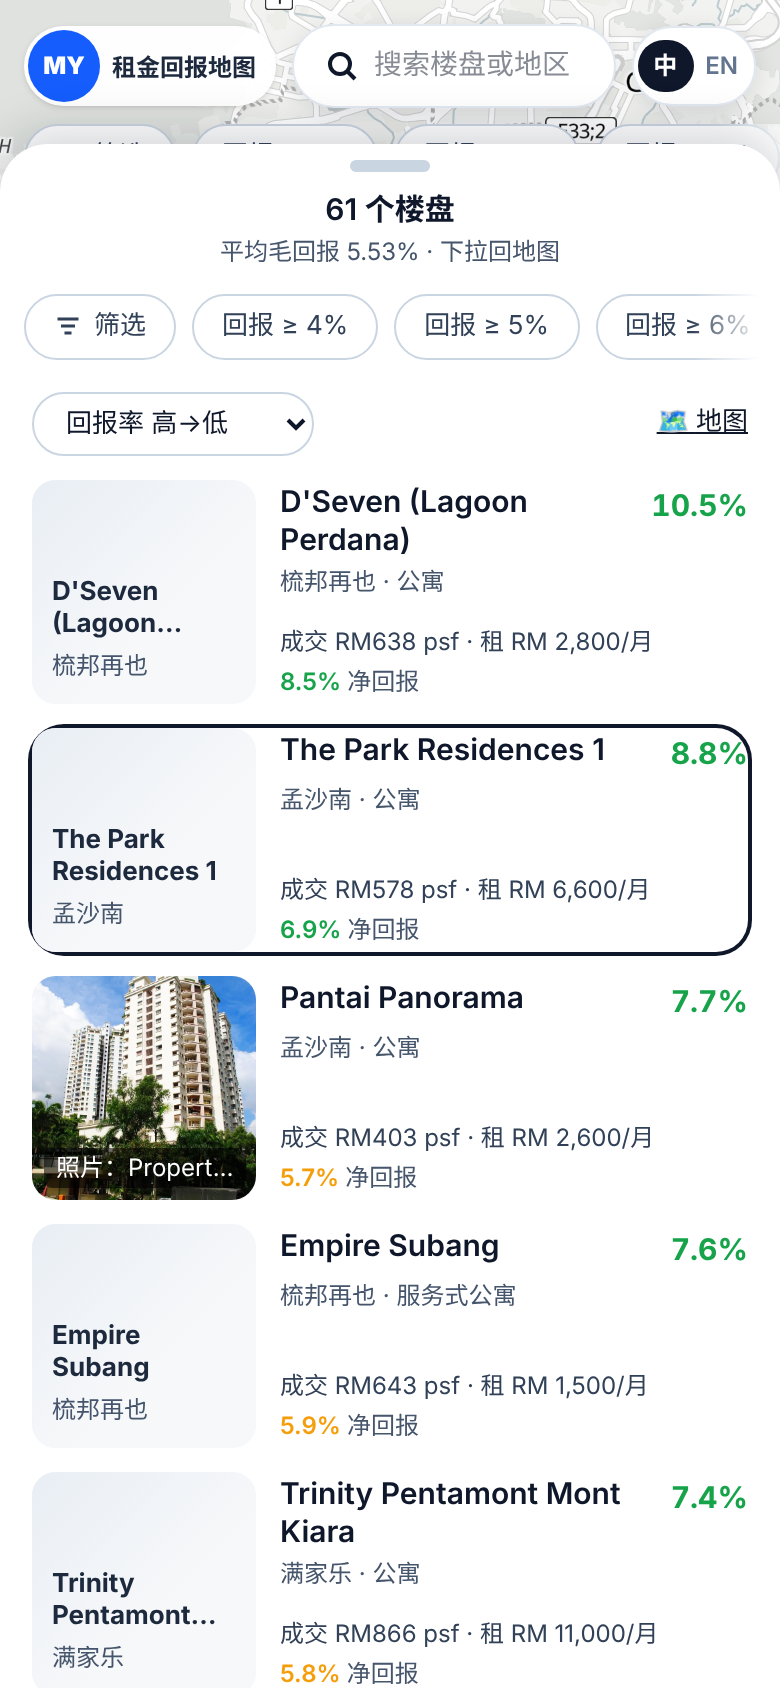 MY 租金回报地图 搜索楼盘或地区 中 EN
533;2
61 个楼盘
平均毛回报 5.53% · 下拉回地图
筛选 回报 ≥ 4% 回报 ≥ 5% 回报 ≥ 6%
回报率 高→低 地图
D'Seven (Lagoon...
梳邦再也
D'Seven (Lagoon
Perdana)
10.5%
梳邦再也 · 公寓
成交 RM638 psf · 租 RM 2,800/月
8.5% 净回报
The Park
Residences 1
孟沙南
The Park Residences 1
8.8%
孟沙南 · 公寓
成交 RM578 psf · 租 RM 6,600/月
6.9% 净回报
照片：Propert...
Pantai Panorama
7.7%
孟沙南 · 公寓
成交 RM403 psf · 租 RM 2,600/月
5.7% 净回报
Empire
Subang
梳邦再也
Empire Subang
7.6%
梳邦再也 · 服务式公寓
成交 RM643 psf · 租 RM 1,500/月
5.9% 净回报
Trinity
Pentamont...
满家乐
Trinity Pentamont Mont
Kiara
7.4%
满家乐 · 公寓
成交 RM866 psf · 租 RM 11,000/月
5.8% 净回报